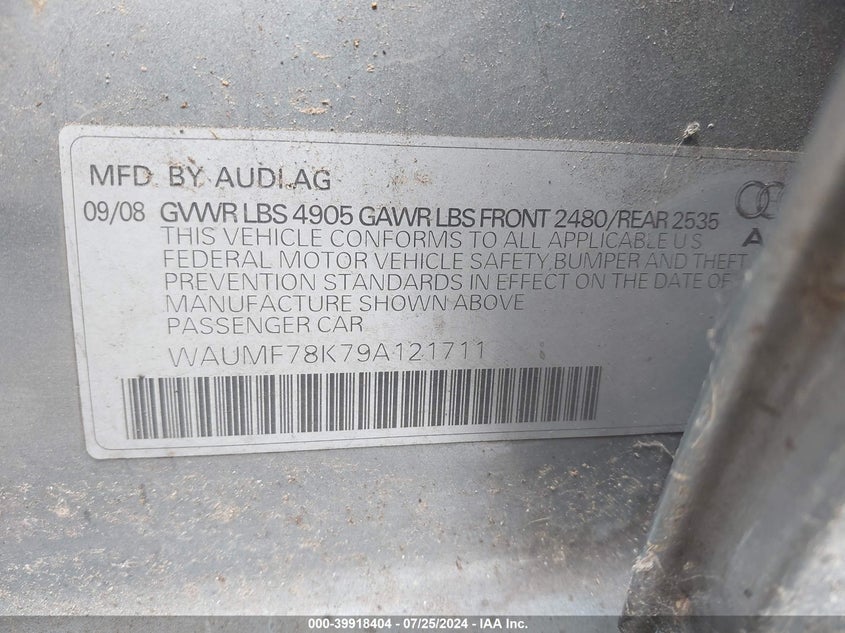 MFD. BY AUDI AG
09/08 GVWR LBS 4905 GAWR LBS FRONT 2480/REAR 2535
THIS VEHICLE CONFORMS TO ALL APPLICABLE U S
FEDERAL MOTOR VEHICLE SAFETY, BUMPER AND THEFT
PREVENTION STANDARDS IN EFFECT ON THE DATE OF
MANUFACTURE SHOWN ABOVE
PASSENGER CAR
WAUMF78K79A121711
000-39918404 / 07/25/2024 / IAA Inc.